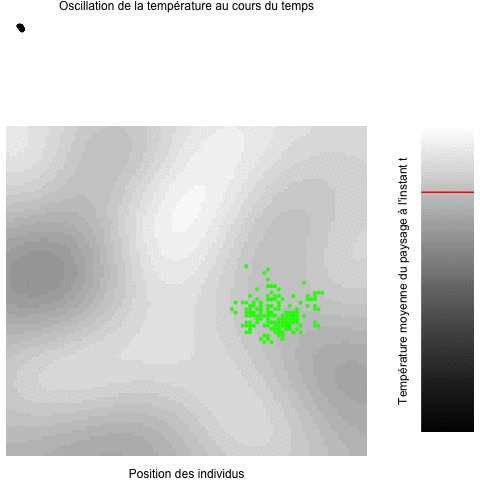 Oscillation de la température au cours du temps
Température moyenne du paysage à l'instant t
Position des individus